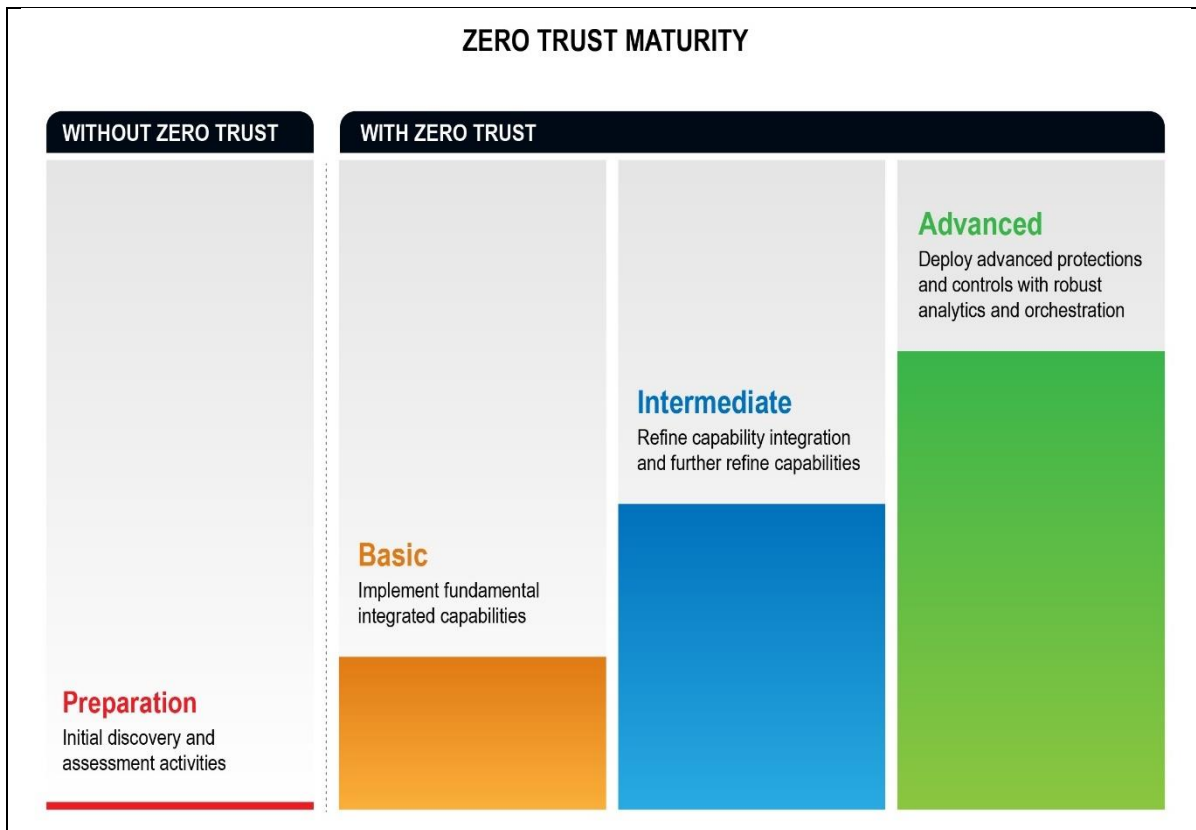 ZERO TRUST MATURITY
WITHOUT ZERO TRUST
WITH ZERO TRUST
Preparation
Initial discovery and
assessment activities
Basic
Implement fundamental
integrated capabilities
Intermediate
Refine capability integration
and further refine capabilities
Advanced
Deploy advanced protections
and controls with robust
analytics and orchestration